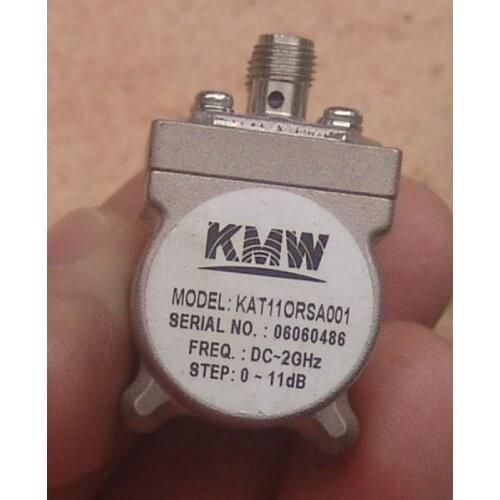 KMW
MODEL: KAT11ORSA001
SERIAL NO. : 06060486
FREQ. : DC~2GHz
STEP: 0 ~ 11dB